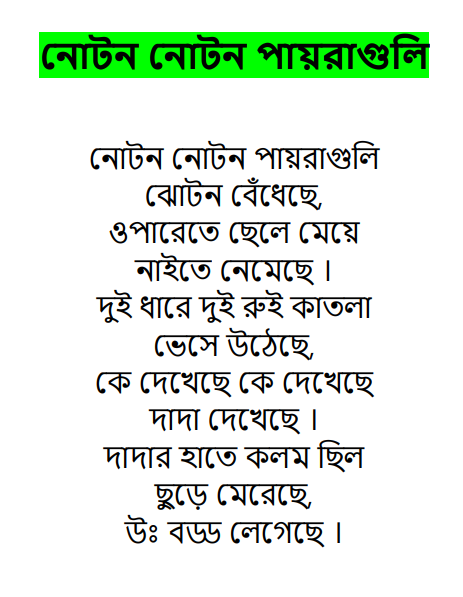 নোটন নোটন পায়রাগুলি
নোটন নোটন পায়রাগুলি
ঝোটন বেঁধেছে,
ওপারেতে ছেলে মেয়ে
নাইতে নেমেছে ।
দুই ধারে দুই রুই কাতলা
ভেসে উঠেছে,
কে দেখেছে কে দেখেছে
দাদা দেখেছে ।
দাদার হাতে কলম ছিল
ছুড়ে মেরেছে,
উঃ বড্ড লেগেছে ।